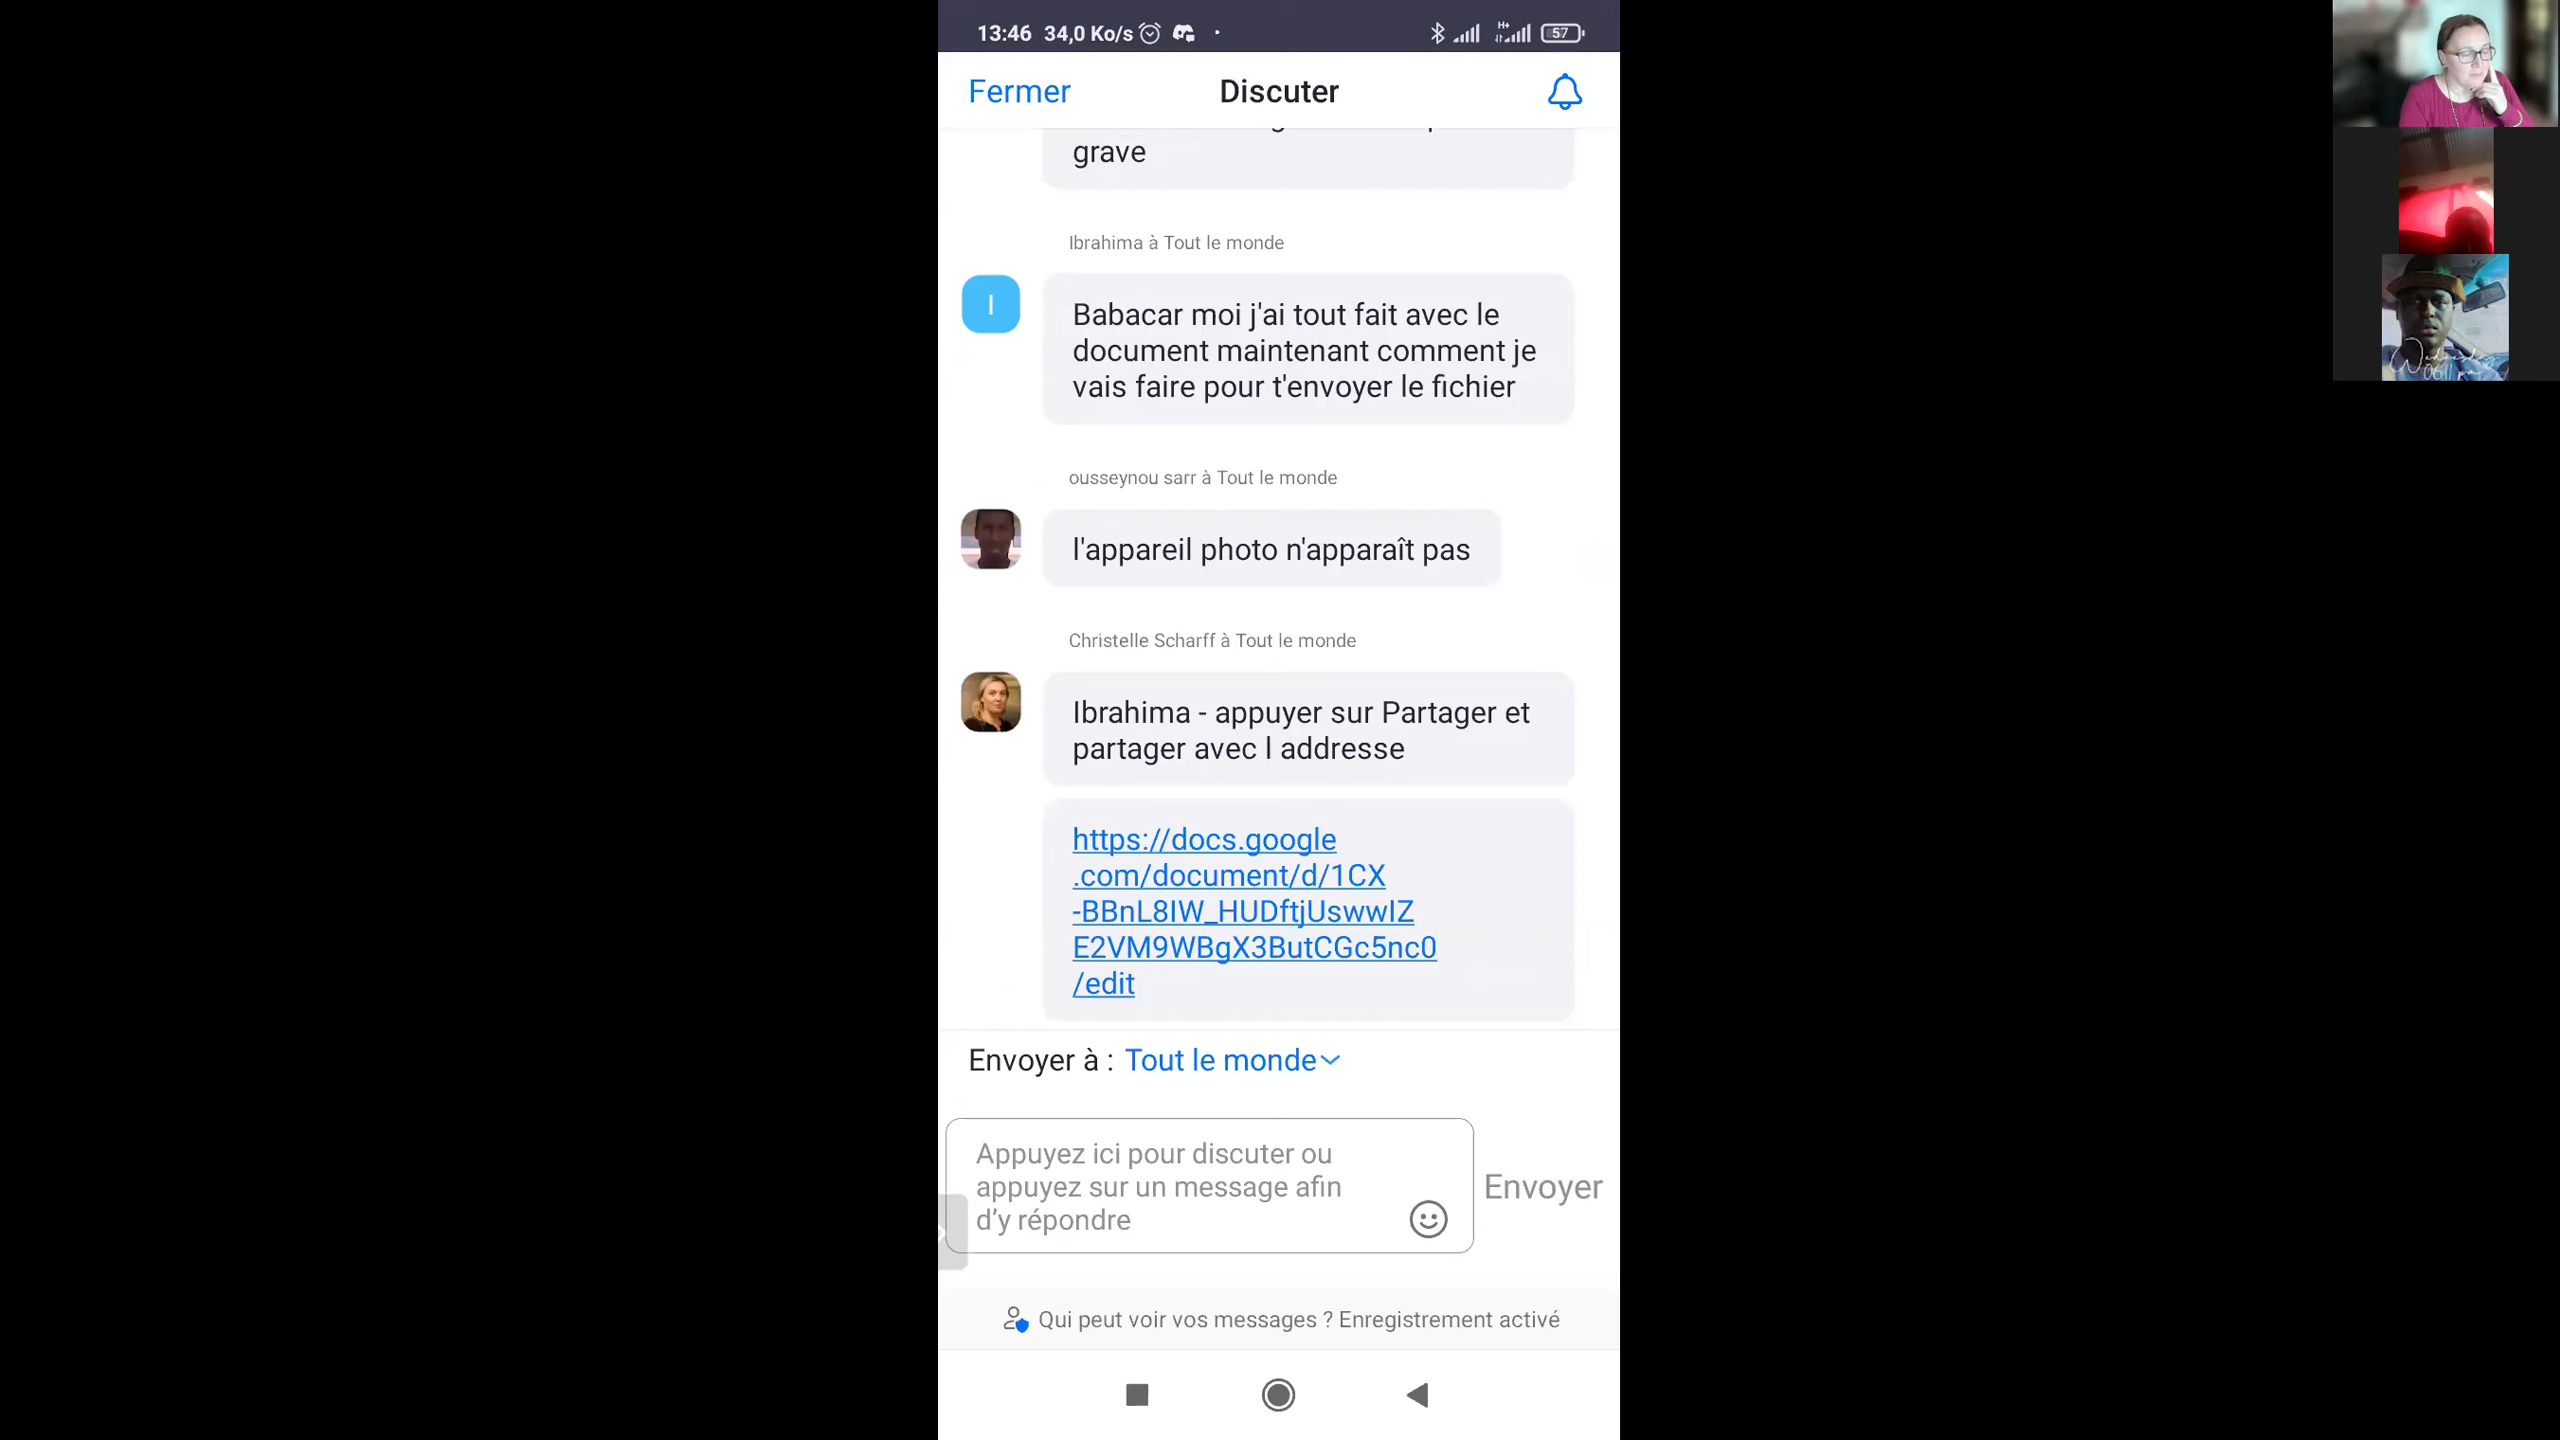 13:46 34,0 Ko/s
H+
57
Fermer
Discuter
grave
Ibrahima à Tout le monde
I
Babacar moi j'ai tout fait avec le
document maintenant comment je
vais faire pour t'envoyer le fichier
ousseynou sarr à Tout le monde
l'appareil photo n'apparaît pas
Christelle Scharff à Tout le monde
Ibrahima - appuyer sur Partager et
partager avec l addresse
https://docs.google
.com/document/d/1CX
-BBnL8IW_HUDftjUswwIZ
E2VM9WBgX3ButCGc5nc0
/edit
Envoyer à : Tout le monde
Appuyez ici pour discuter ou
appuyez sur un message afin
d’y répondre
Envoyer
Qui peut voir vos messages ? Enregistrement activé
Wednesday